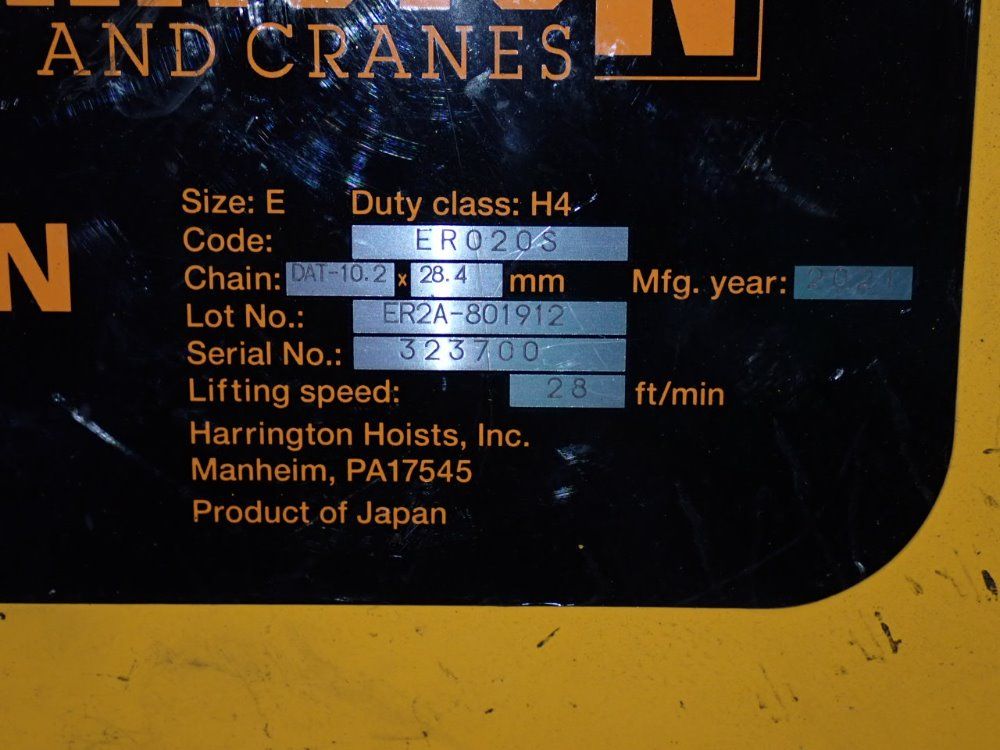 AND CRANES
Size: E Duty class: H4
Code: ER020S
Chain: DAT-10.2 x 28.4 mm Mfg. year:
Lot No.: ER2A-801912
Serial No.: 323700
Lifting speed: 28 ft/min
Harrington Hoists, Inc.
Manheim, PA17545
Product of Japan
N